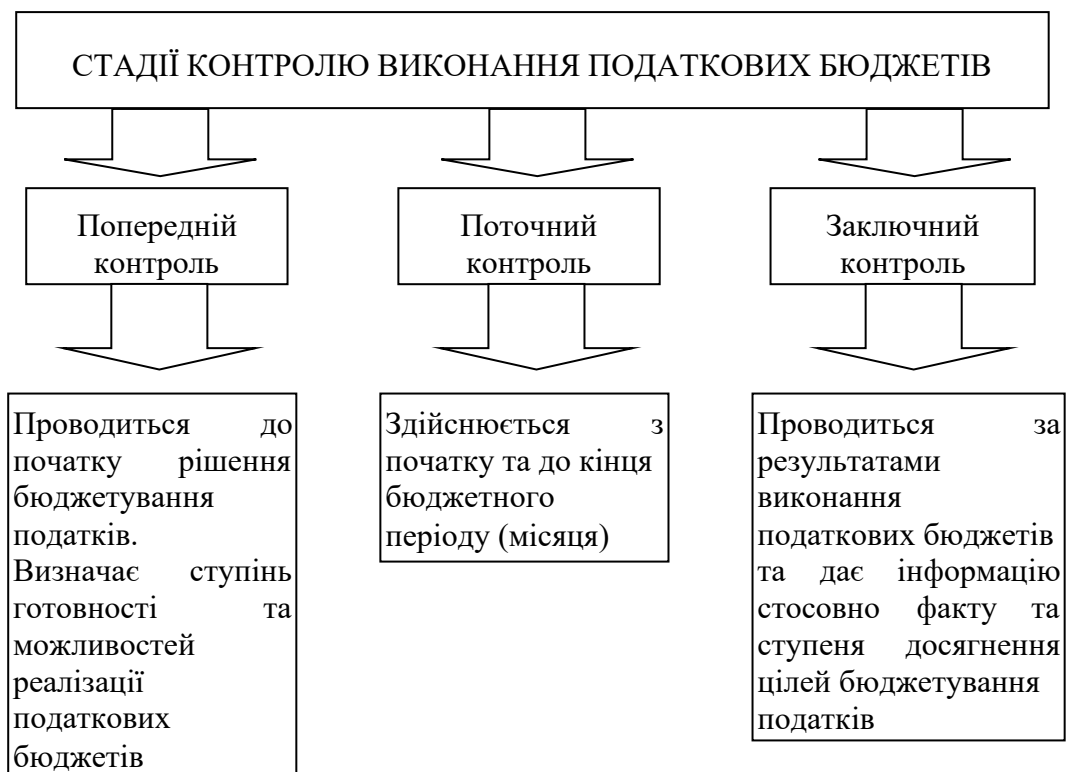 СТАДІЇ КОНТРОЛЮ ВИКОНАННЯ ПОДАТКОВИХ БЮДЖЕТІВ
Попередній
контроль
Поточний
контроль
Заключний
контроль
Проводиться до
початку рішення
бюджетування
податків.
Визначає ступінь
готовності та
можливостей
реалізації
податкових
бюджетів
Здійснюється з
початку та до кінця
бюджетного
періоду (місяця)
Проводиться за
результатами
виконання
податкових бюджетів
та дає інформацію
стосовно факту та
ступеня досягнення
цілей бюджетування
податків